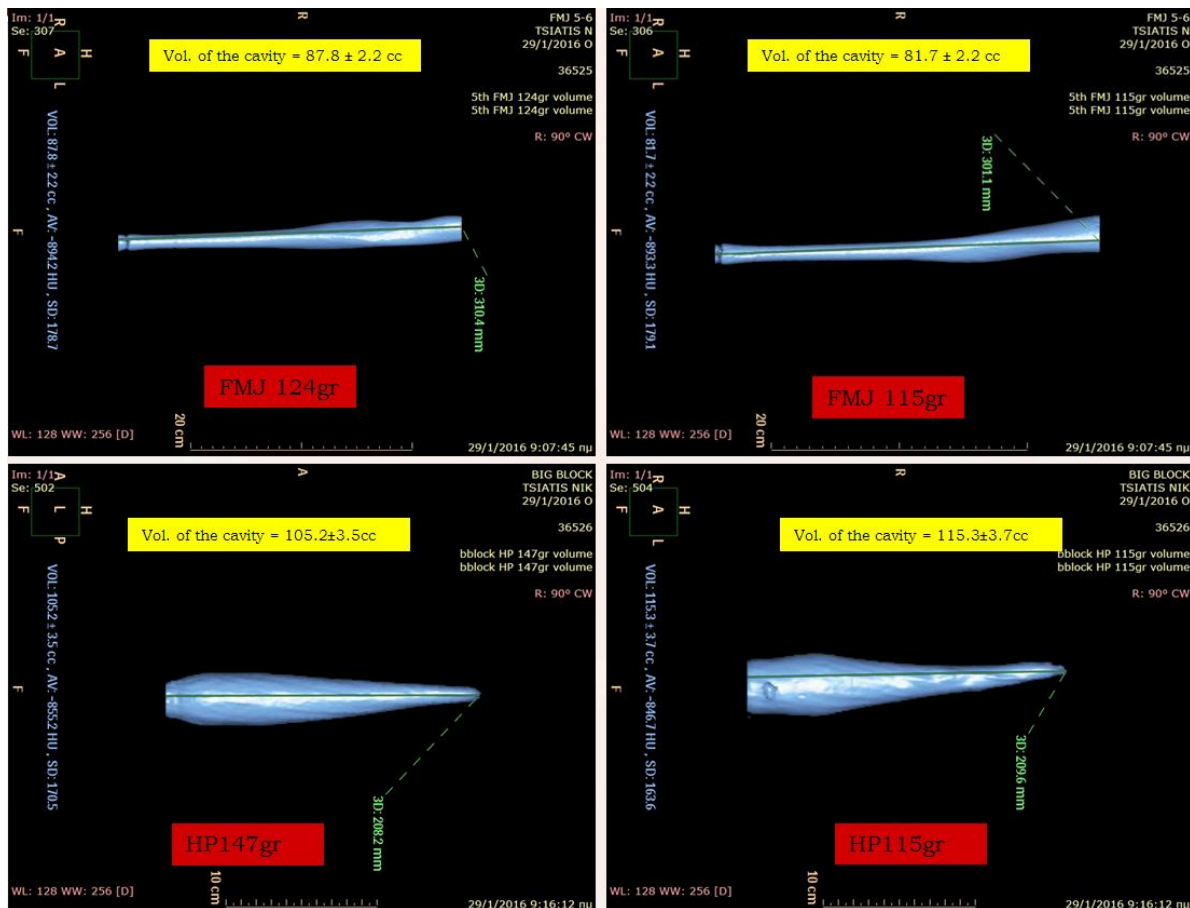 Im: 1/1
Se: 307
R
A
L
F
A
H
R
FMJ 5-6
TSIATIS N
29/1/2016 O
36525
Vol. of the cavity = 87.8 ± 2.2 cc
5th FMJ 124gr volume
5th FMJ 124gr volume
R: 90º CW
VOL: 87.8 ± 2.2 cc , AV: -894.2 HU , SD: 178.7
F
3D: 310.4 mm
FMJ 124gr
20 cm
WL: 128 WW: 256 [D]
29/1/2016 9:07:45 πμ
Im: 1/1
Se: 306
R
A
L
F
H
R
FMJ 5-6
TSIATIS N
29/1/2016 O
36525
Vol. of the cavity = 81.7 ± 2.2 cc
5th FMJ 115gr volume
5th FMJ 115gr volume
R: 90º CW
VOL: 81.7 ± 2.2 cc , AV: -893.3 HU , SD: 179.1
F
3D: 301.1 mm
FMJ 115gr
20 cm
WL: 128 WW: 256 [D]
29/1/2016 9:07:45 πμ
Im: 1/1
Se: 502
A
L
P
F
H
A
BIG BLOCK
TSIATIS NIK
29/1/2016 O
36526
Vol. of the cavity = 105.2±3.5cc
bblock HP 147gr volume
bblock HP 147gr volume
R: 90º CW
VOL: 105.2 ± 3.5 cc , AV: -855.2 HU , SD: 170.5
F
3D: 208.2 mm
HP147gr
10 cm
WL: 128 WW: 256 [D]
29/1/2016 9:16:12 πμ
Im: 1/1
Se: 504
R
A
L
F
H
R
BIG BLOCK
TSIATIS NIK
29/1/2016 O
36526
Vol. of the cavity = 115.3±3.7cc
bblock HP 115gr volume
bblock HP 115gr volume
R: 90º CW
VOL: 115.3 ± 3.7 cc , AV: -846.7 HU , SD: 163.6
F
3D: 209.6 mm
HP115gr
10 cm
WL: 128 WW: 256 [D]
29/1/2016 9:16:12 πμ